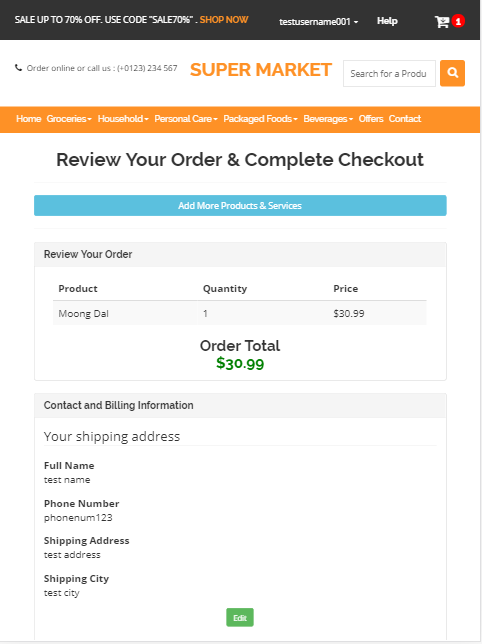 SALE UP TO 70% OFF. USE CODE "SALE70%" . SHOP NOW
testusername001
Help
1
Order online or call us : (+0123) 234 567
SUPER MARKET
Search for a Produ
Home Groceries Household Personal Care Packaged Foods Beverages Offers Contact
Review Your Order & Complete Checkout
Add More Products & Services
Review Your Order
Product Quantity Price
Moong Dal 1 $30.99
Order Total
$30.99
Contact and Billing Information
Your shipping address
Full Name
test name
Phone Number
phonenum123
Shipping Address
test address
Shipping City
test city
Edit